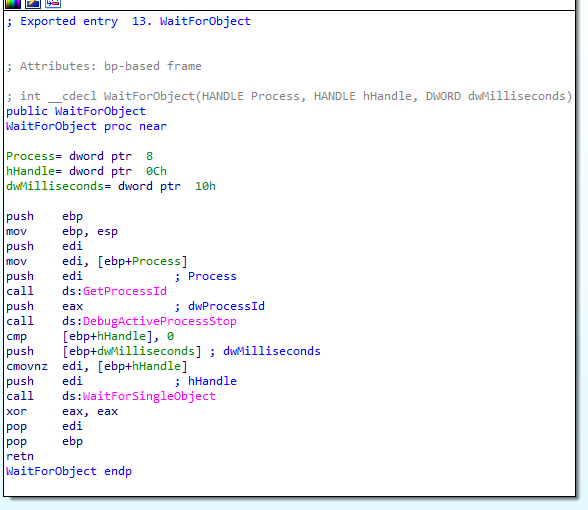 ; Exported entry  13. WaitForObject
; Attributes: bp-based frame
; int __cdecl WaitForObject(HANDLE Process, HANDLE hHandle, DWORD dwMilliseconds)
public WaitForObject
WaitForObject proc near
Process= dword ptr  8
hHandle= dword ptr  0Ch
dwMilliseconds= dword ptr  10h
push    ebp
mov     ebp, esp
push    edi
mov     edi, [ebp+Process]
push    edi             ; Process
call    ds:GetProcessId
push    eax             ; dwProcessId
call    ds:DebugActiveProcessStop
cmp     [ebp+hHandle], 0
push    [ebp+dwMilliseconds] ; dwMilliseconds
cmovnz  edi, [ebp+hHandle]
push    edi             ; hHandle
call    ds:WaitForSingleObject
xor     eax, eax
pop     edi
pop     ebp
retn
WaitForObject endp